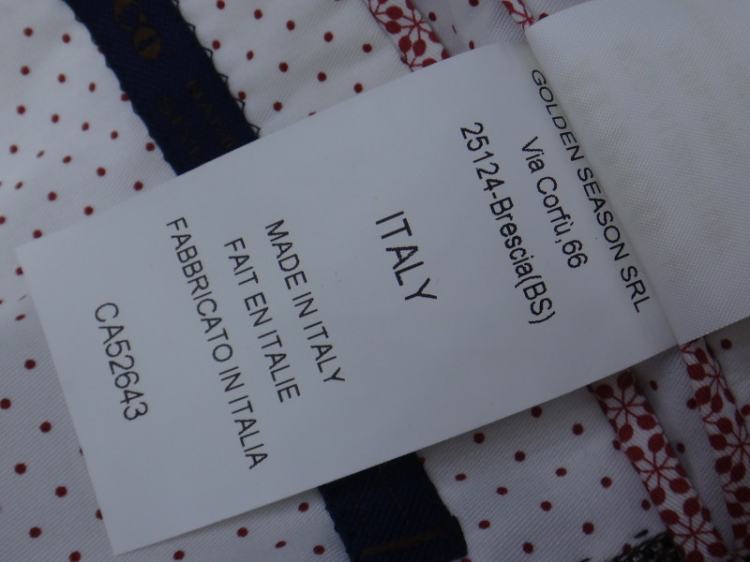 GOLDEN SEASON SRL
Via Corfù,66
25124-Brescia(BS)
ITALY
MADE IN ITALY
FAIT EN ITALIE
FABBRICATO IN ITALIA
CA52643